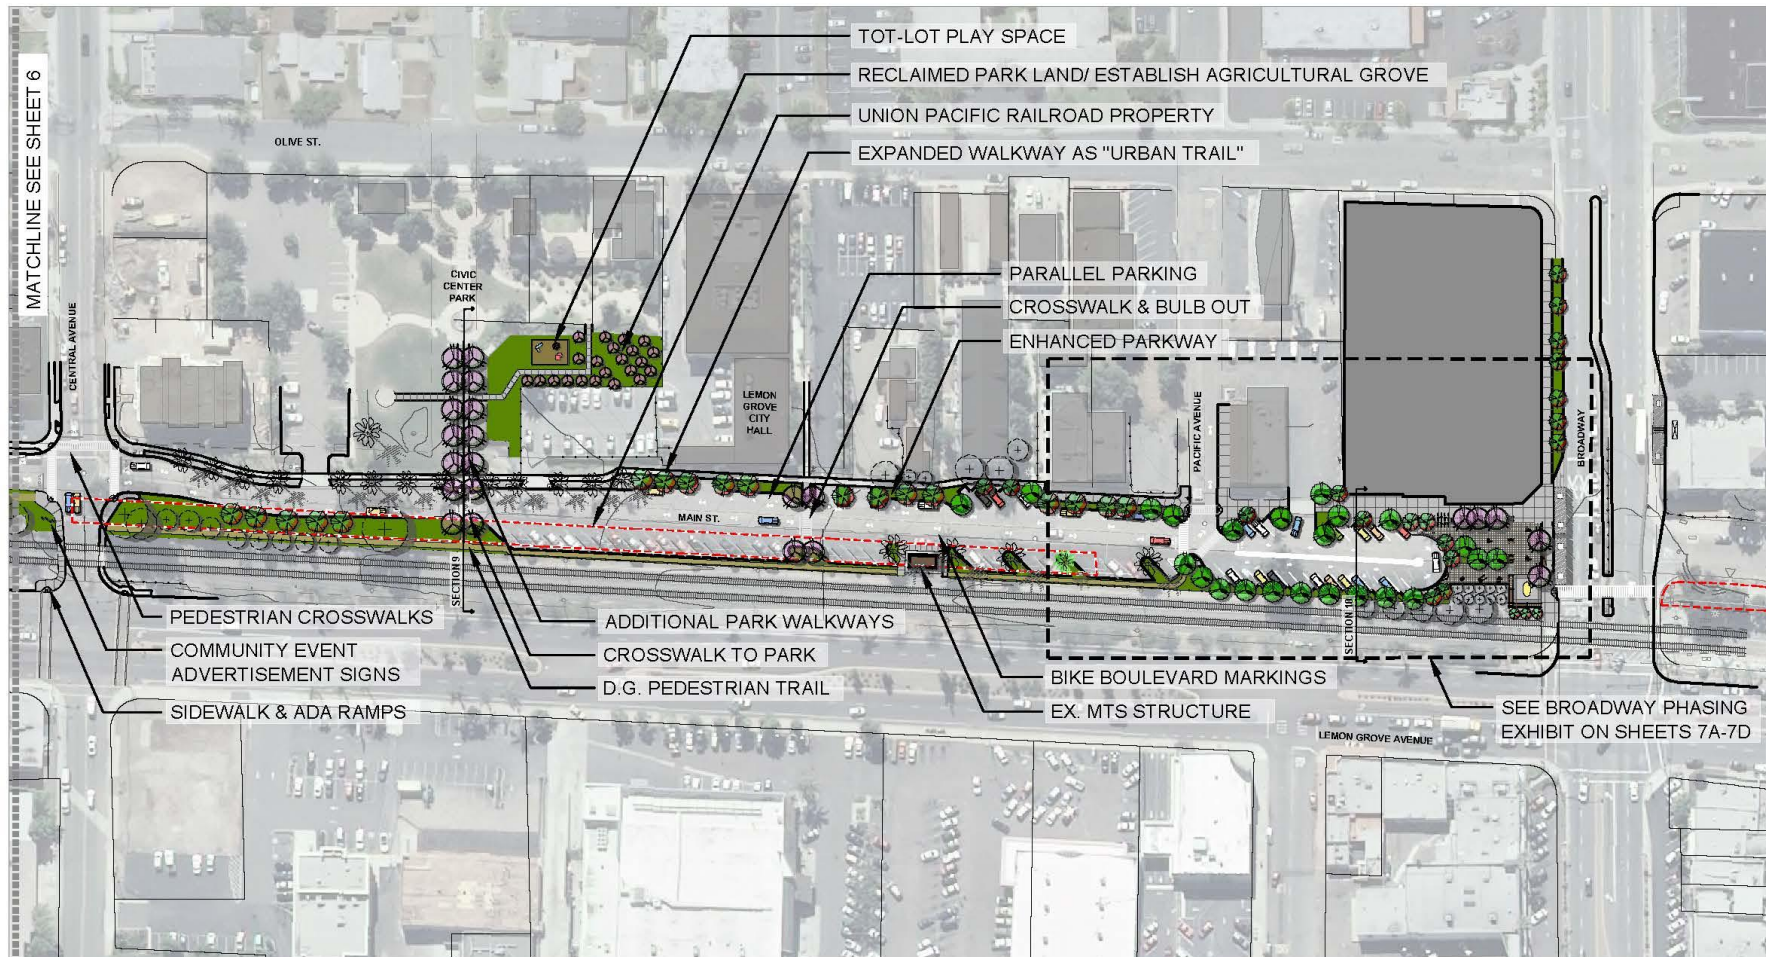 MATCHLINE SEE SHEET 6
TOT-LOT PLAY SPACE
RECLAIMED PARK LAND/ ESTABLISH AGRICULTURAL GROVE
UNION PACIFIC RAILROAD PROPERTY
EXPANDED WALKWAY AS "URBAN TRAIL"
OLIVE ST.
CIVIC
CENTER
PARK
PARALLEL PARKING
CROSSWALK & BULB OUT
ENHANCED PARKWAY
CENTRAL AVENUE
LEMON
GROVE
CITY
HALL
PACIFIC AVENUE
BROADWAY
MAIN ST.
SECTION 9
SECTION 10
PEDESTRIAN CROSSWALKS
COMMUNITY EVENT
ADVERTISEMENT SIGNS
SIDEWALK & ADA RAMPS
ADDITIONAL PARK WALKWAYS
CROSSWALK TO PARK
D.G. PEDESTRIAN TRAIL
BIKE BOULEVARD MARKINGS
EX. MTS STRUCTURE
SEE BROADWAY PHASING
EXHIBIT ON SHEETS 7A-7D
LEMON GROVE AVENUE